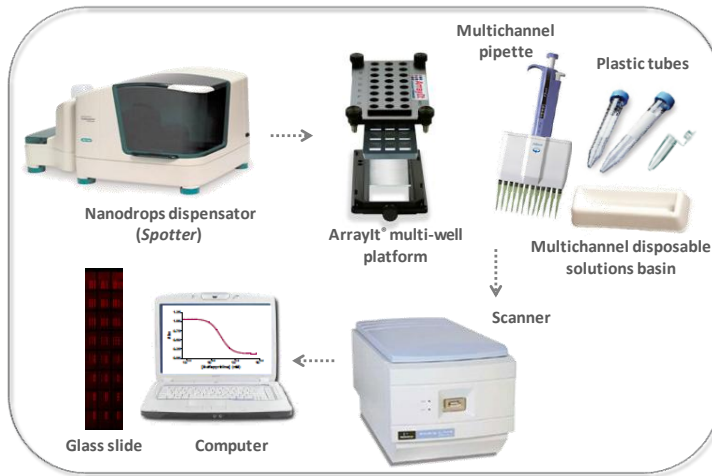 Multichannel
pipette
Plastic tubes
ArrayIt
Nanodrops dispensator
(Spotter)
ArrayIt® multi-well
platform
Multichannel disposable
solutions basin
Scanner
Glass slide
Computer